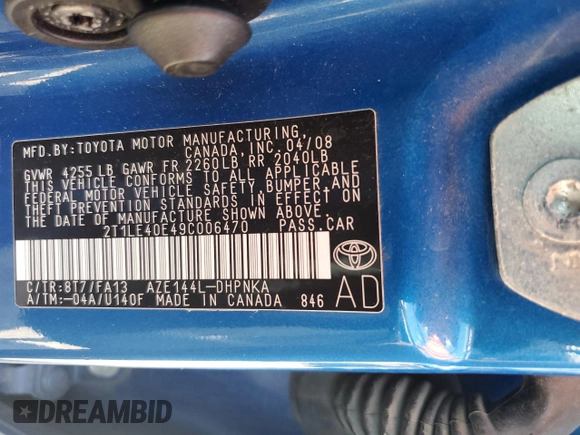 MFD.BY:TOYOTA MOTOR MANUFACTURING,
CANADA, INC. 04/08
GVWR 4255 LB GAWR FR 2260LB, RR 2040LB
THIS VEHICLE CONFORMS TO ALL APPLICABLE
FEDERAL MOTOR VEHICLE SAFETY, BUMPER, AND
THEFT PREVENTION STANDARDS IN EFFECT ON
THE DATE OF MANUFACTURE SHOWN ABOVE.
2T1LE40E49C006470 PASS.CAR
C/TR:8T7/FA13 AZE144L-DHPNKA
A/TM:-04A/U140F MADE IN CANADA 846
AD
DREAMBID